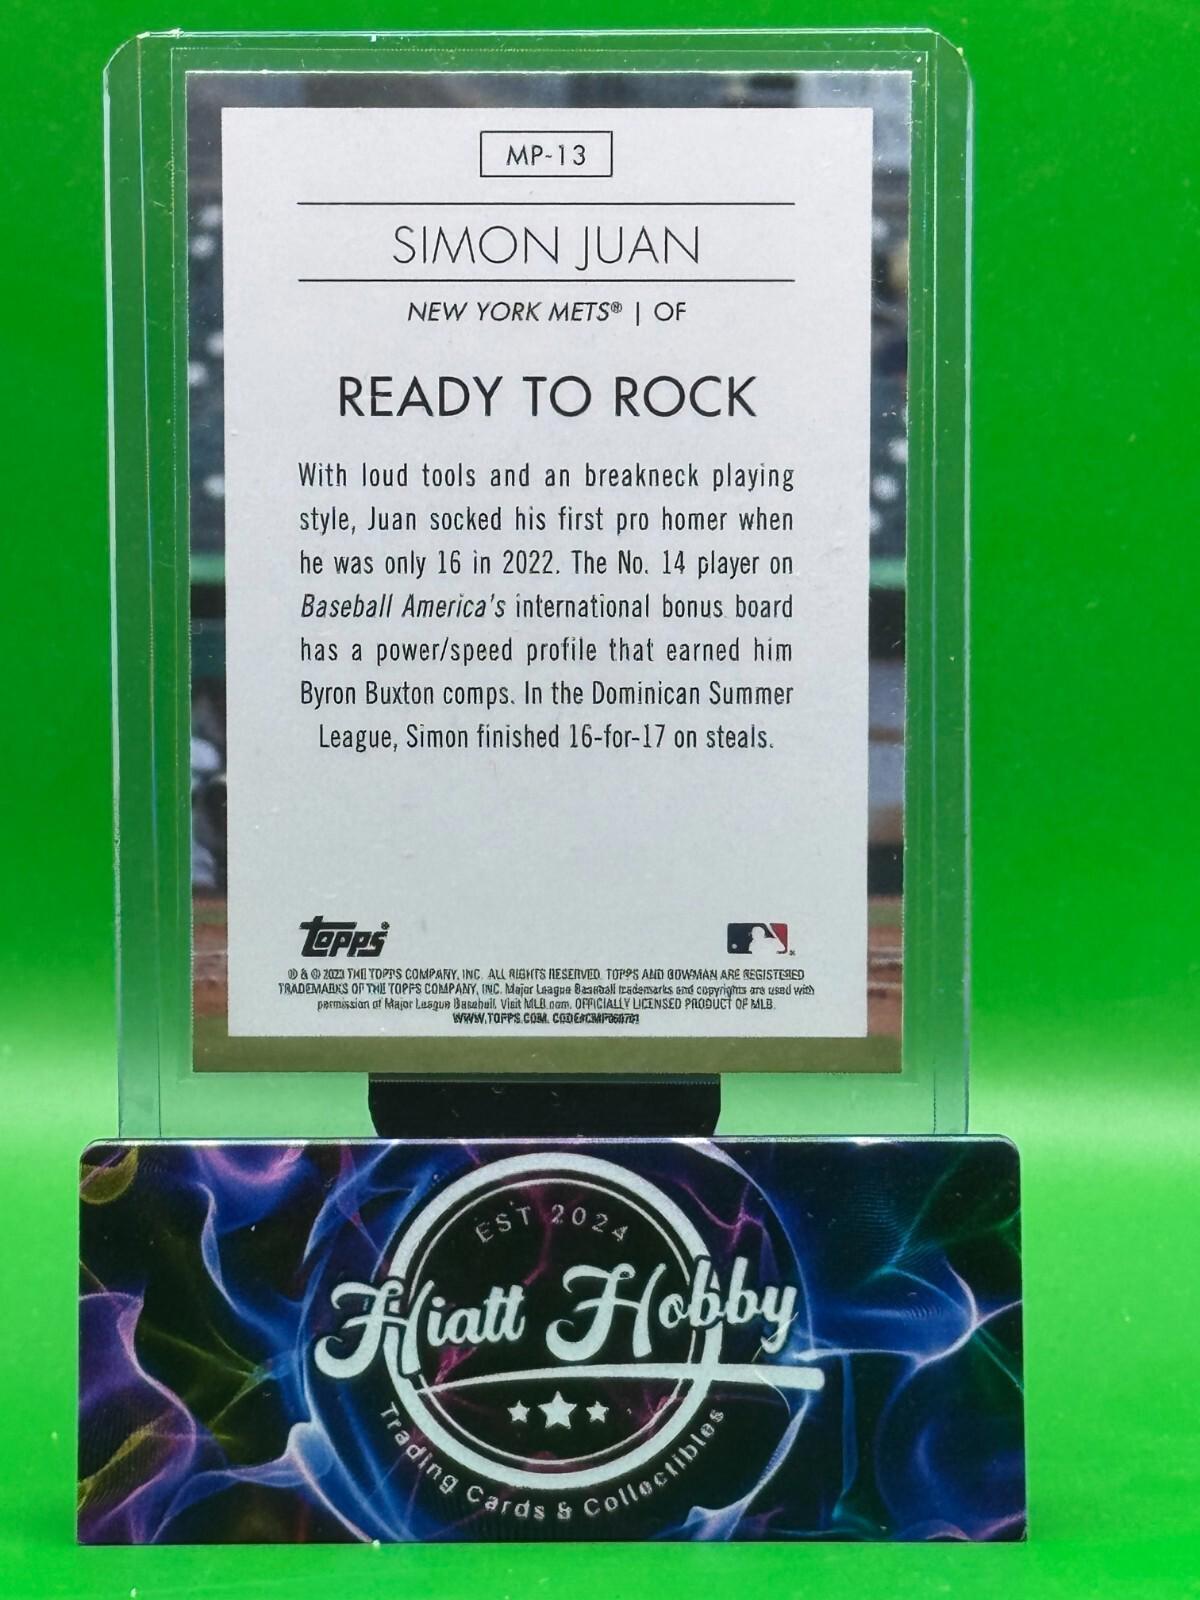 MP-13
SIMON JUAN
NEW YORK METS® | OF
READY TO ROCK
With loud tools and an breakneck playing
style, Juan socked his first pro homer when
he was only 16 in 2022. The No. 14 player on
Baseball America's international bonus board
has a power/speed profile that earned him
Byron Buxton comps. In the Dominican Summer
League, Simon finished 16-for-17 on steals.
topps®
® & © 2023 THE TOPPS COMPANY, INC. ALL RIGHTS RESERVED. TOPPS AND BOWMAN ARE REGISTERED
TRADEMARKS OF THE TOPPS COMPANY, INC. Major League Baseball trademarks and copyrights are used with
permission of Major League Baseball. Visit MLB.com. OFFICIALLY LICENSED PRODUCT OF MLB.
WWW.TOPPS.COM.
EST 2024
Hiatt Hobby
Trading Cards & Collectibles